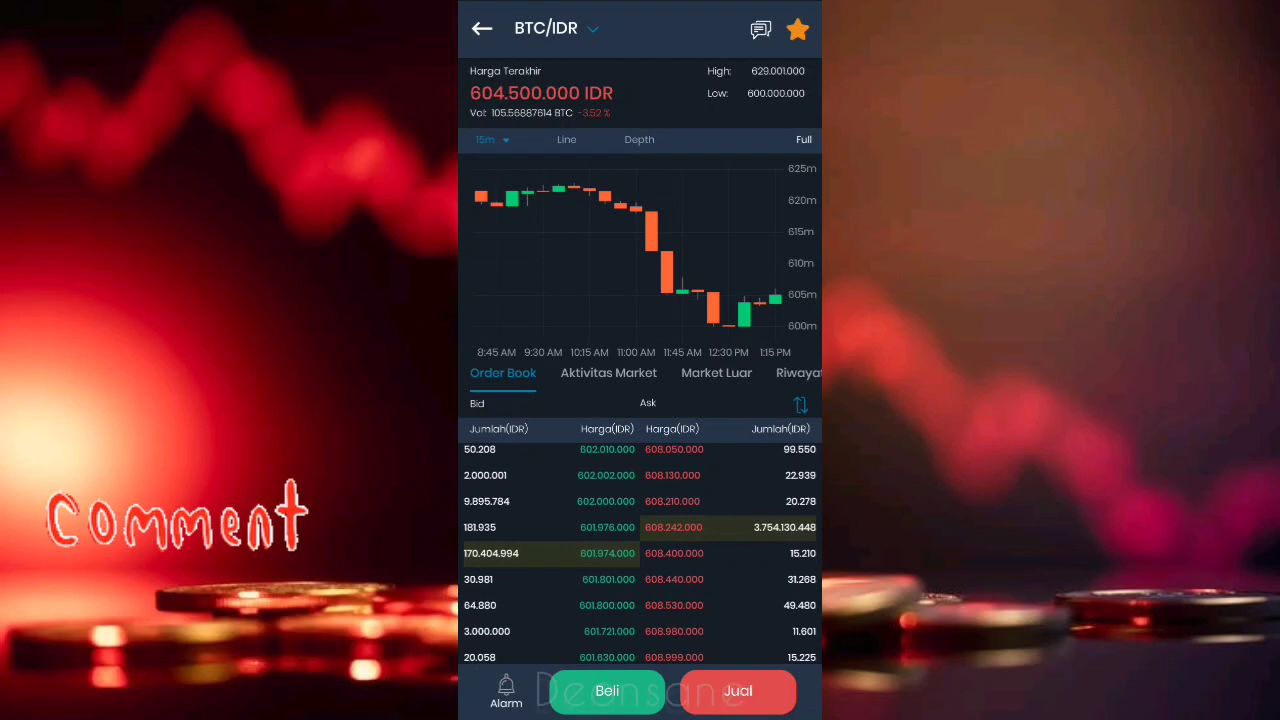 BTC/IDR
Harga Terakhir
High: 629.001.000
604.500.000 IDR
Low: 600.000.000
Vol: 105.56887614 BTC -3.52 %
15m Line Depth Full
625m
620m
615m
610m
605m
600m
8:45 AM 9:30 AM 10:15 AM 11:00 AM 11:45 AM 12:30 PM 1:15 PM
Order Book Aktivitas Market Market Luar Riwayat
Bid Ask
Jumlah(IDR) Harga(IDR) Harga(IDR) Jumlah(IDR)
50.208 602.010.000 608.050.000 99.550
2.000.001 602.002.000 608.130.000 22.939
9.895.784 602.000.000 608.210.000 20.278
181.935 601.976.000 608.242.000 3.754.130.448
170.404.994 601.974.000 608.400.000 15.210
30.981 601.801.000 608.440.000 31.268
64.880 601.800.000 608.530.000 49.480
3.000.000 601.721.000 608.980.000 11.601
20.058 601.630.000 608.999.000 15.225
Alarm Beli Jual
Deansane
Comment